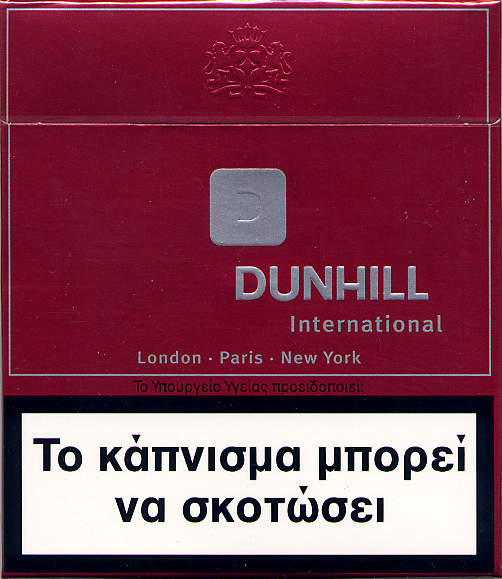 D
DUNHILL
International
London · Paris · New York
Το Υπουργείο Υγείας προειδοποιεί:
Το κάπνισμα μπορεί
να σκοτώσει